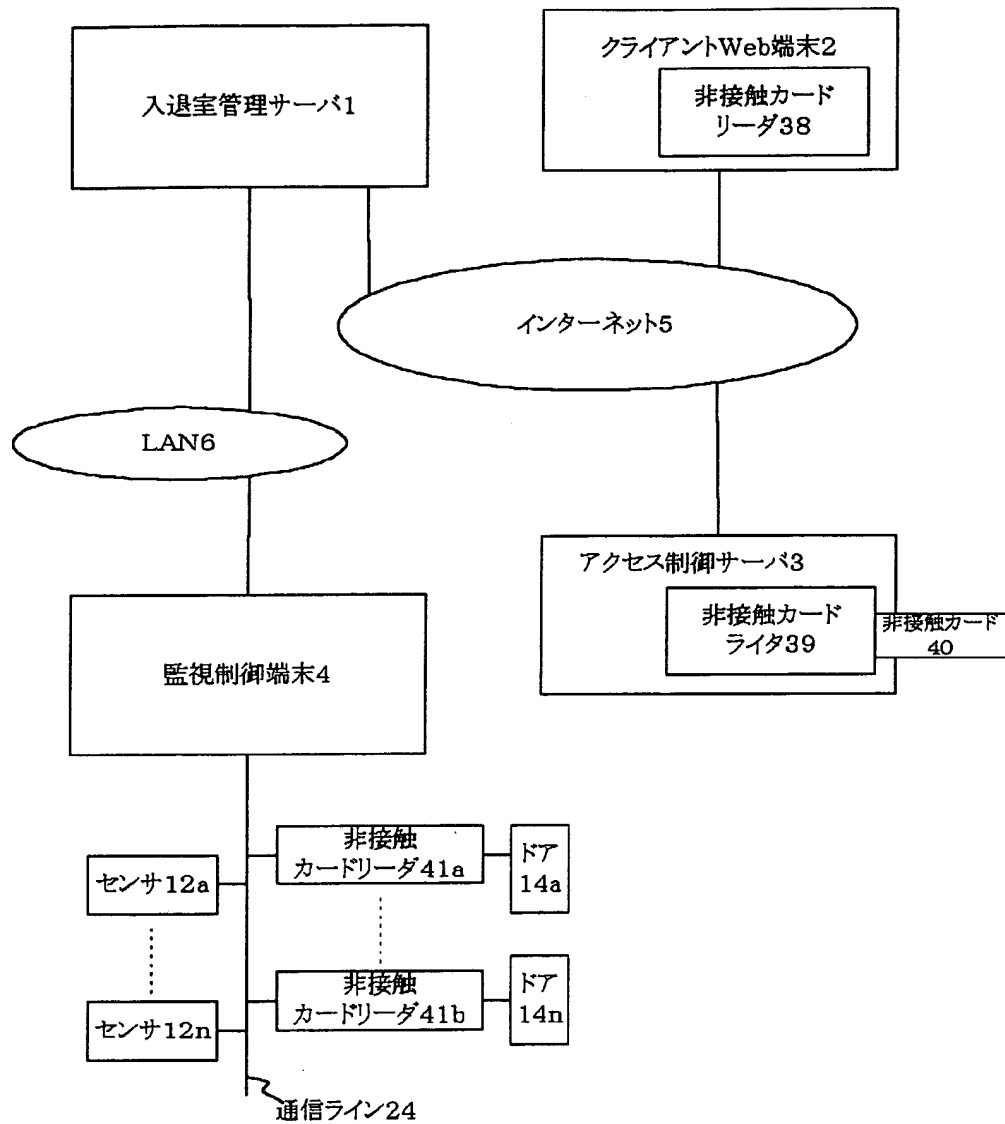 入退室管理サーバ1
クライアントWeb端末2
非接触カード
リーダ38
インターネット5
LAN6
アクセス制御サーバ3
非接触カード
ライタ39
非接触カード
40
監視制御端末4
非接触
カードリーダ41a
ドア
14a
センサ12a
非接触
カードリーダ41b
ドア
14n
センサ12n
通信ライン24